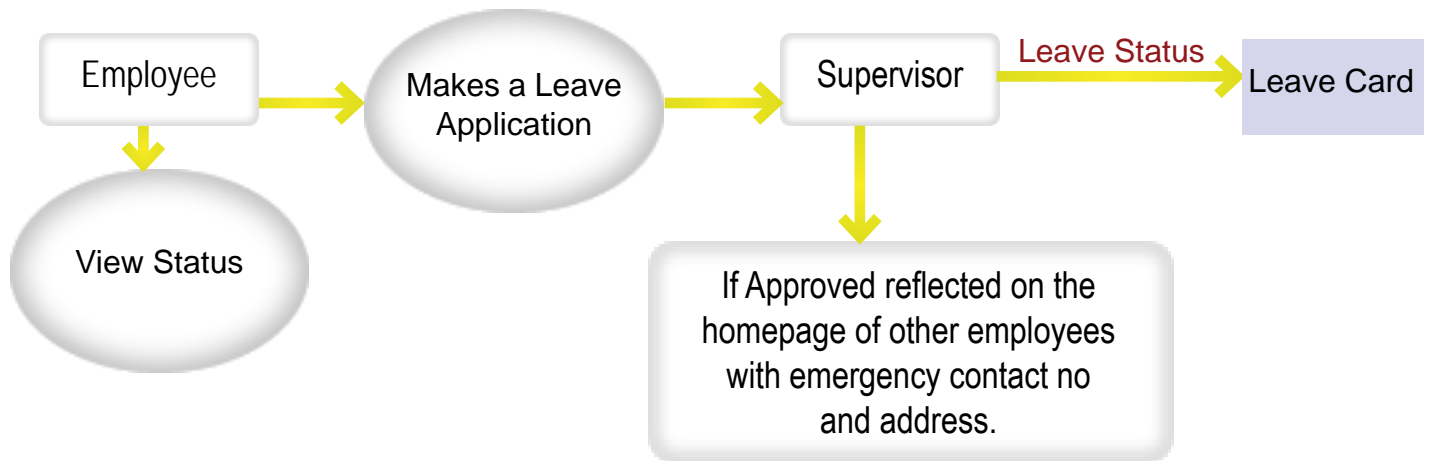 Employee
Makes a Leave
Application
Supervisor
Leave Status
Leave Card
View Status
If Approved reflected on the
homepage of other employees
with emergency contact no
and address.